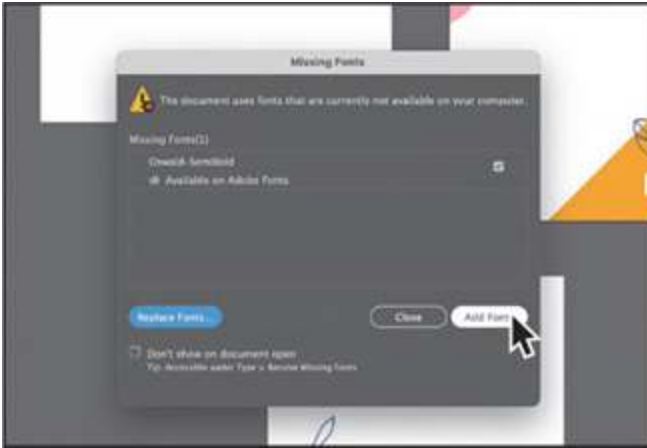 Missing Fonts
The document uses fonts that are currently not available on your computer.
Missing Fonts(1)
Oswald-SemiBold
Available on Adobe Fonts
Replace Fonts...
Close
Add Fonts
Don't show on document open
Tip: Accessible under Type > Resolve Missing Fonts